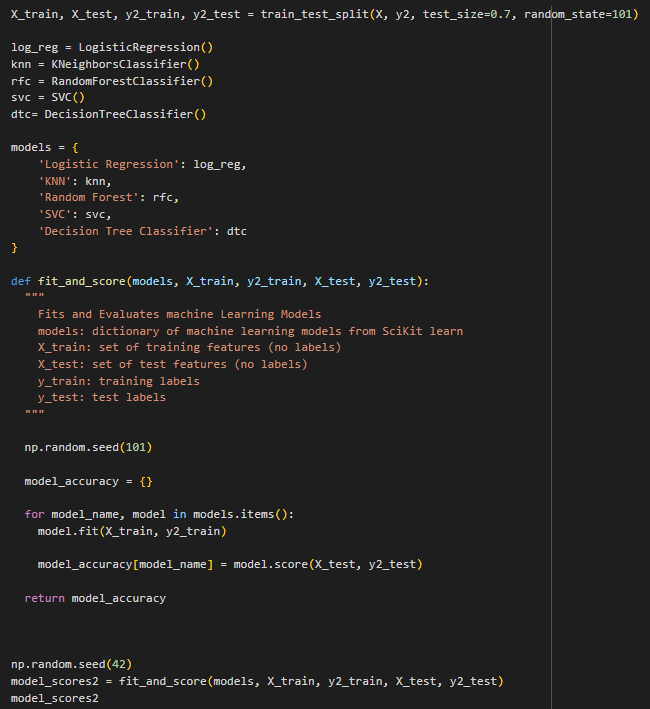 X_train, X_test, y2_train, y2_test = train_test_split(X, y2, test_size=0.7, random_state=101)
log_reg = LogisticRegression()
knn = KNeighborsClassifier()
rfc = RandomForestClassifier()
svc = SVC()
dtc= DecisionTreeClassifier()
models = {
    'Logistic Regression': log_reg,
    'KNN': knn,
    'Random Forest': rfc,
    'SVC': svc,
    'Decision Tree Classifier': dtc
}
def fit_and_score(models, X_train, y2_train, X_test, y2_test):
  """
    Fits and Evaluates machine Learning Models
    models: dictionary of machine learning models from SciKit learn
    X_train: set of training features (no labels)
    X_test: set of test features (no labels)
    y_train: training labels
    y_test: test labels
  """
  np.random.seed(101)
  model_accuracy = {}
  for model_name, model in models.items():
    model.fit(X_train, y2_train)
    model_accuracy[model_name] = model.score(X_test, y2_test)
  return model_accuracy
np.random.seed(42)
model_scores2 = fit_and_score(models, X_train, y2_train, X_test, y2_test)
model_scores2